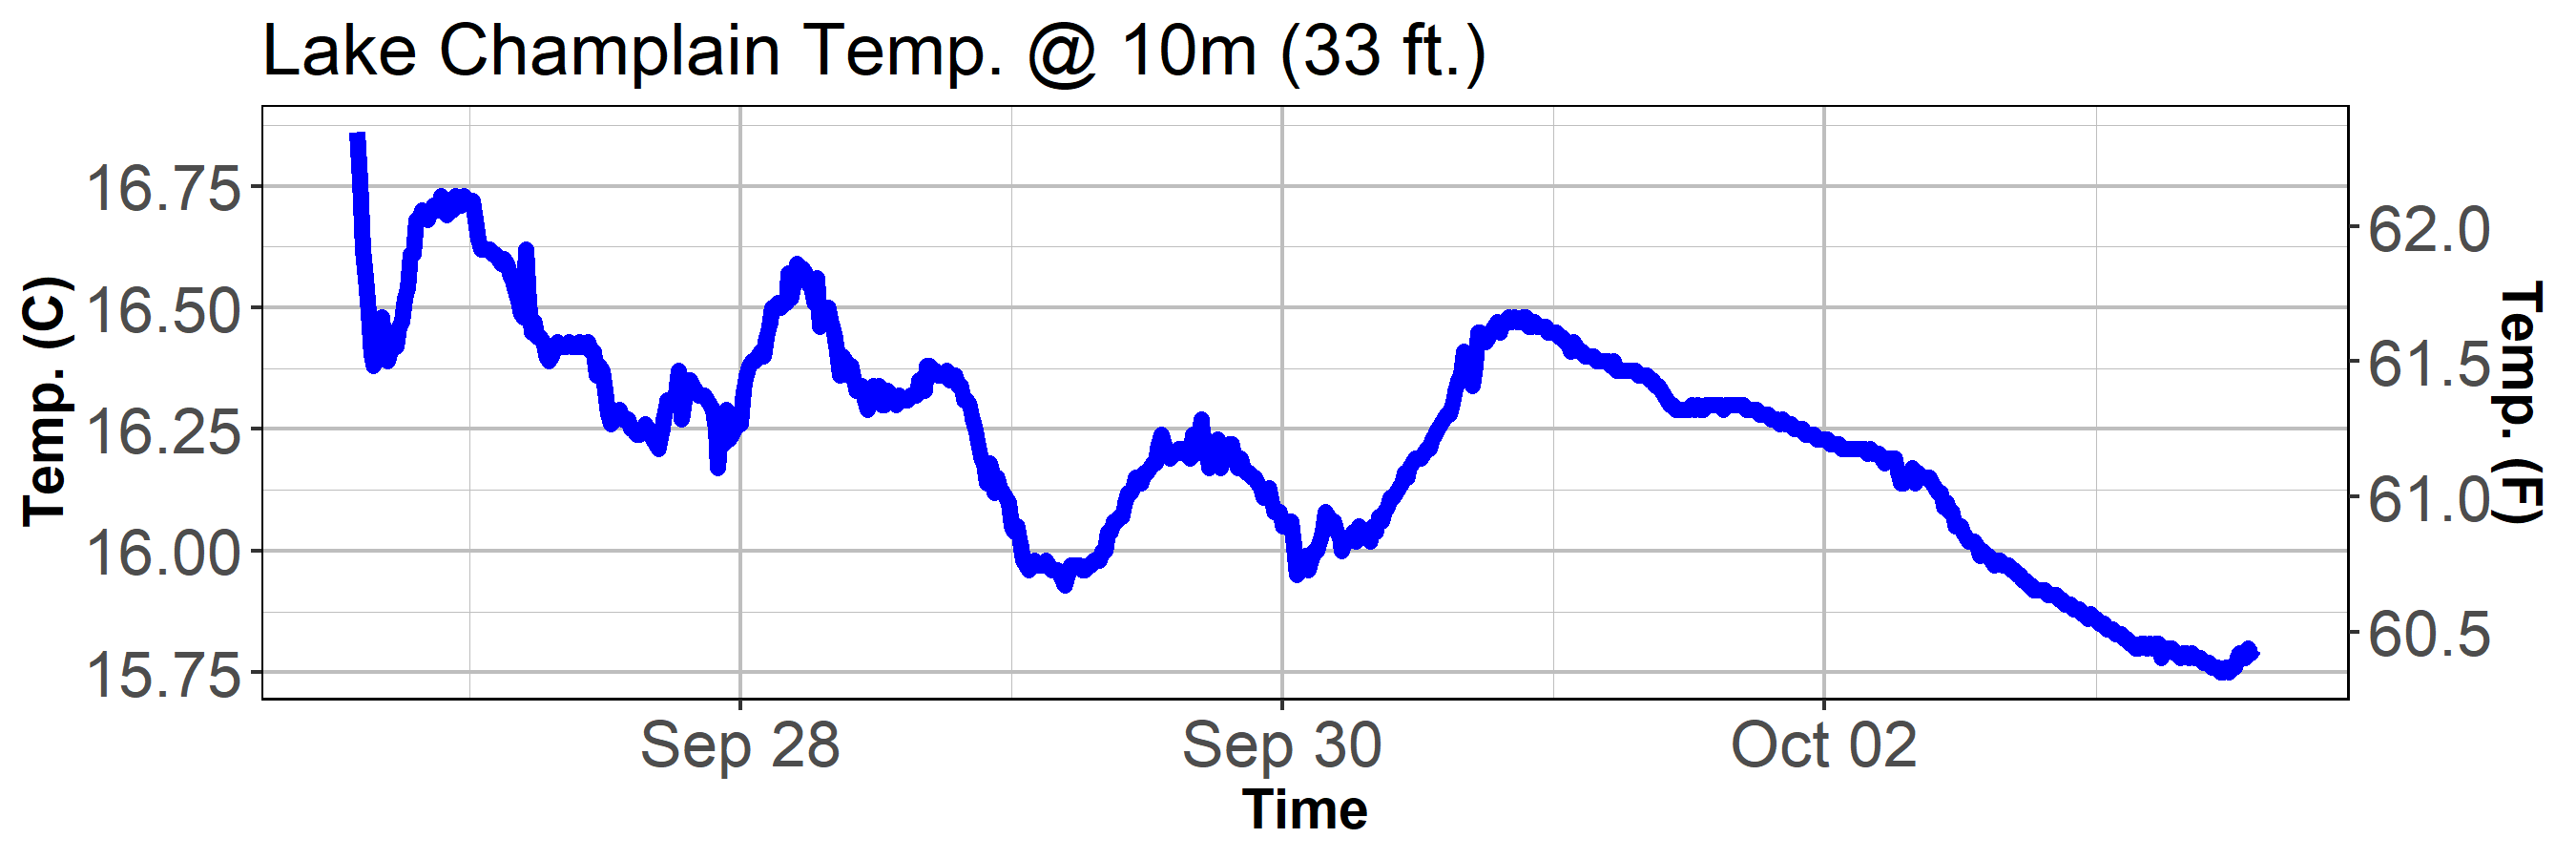 Lake Champlain Temp. @ 10m (33 ft.)
Temp. (C)
16.75
16.50
16.25
16.00
15.75
62.0
61.5
61.0
60.5
Temp. (F)
Sep 28
Sep 30
Oct 02
Time